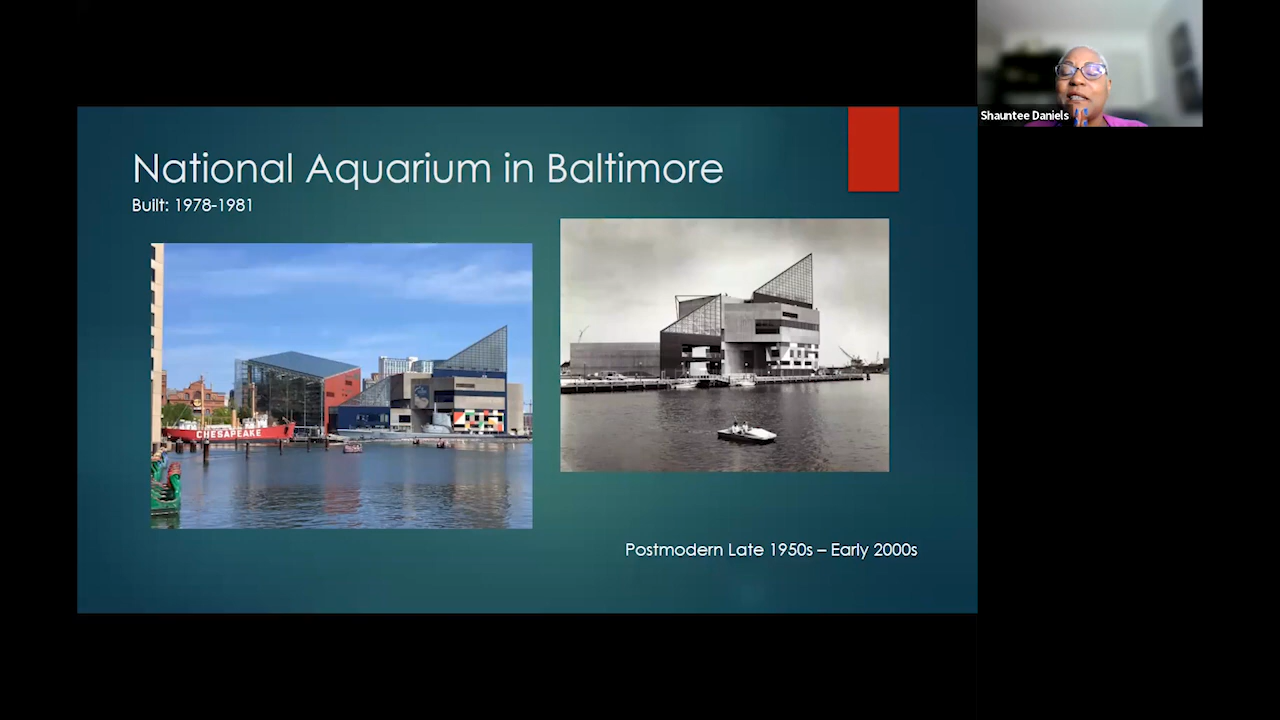 Shauntee Daniels
National Aquarium in Baltimore
Built: 1978-1981
CHESAPEAKE
Postmodern Late 1950s – Early 2000s